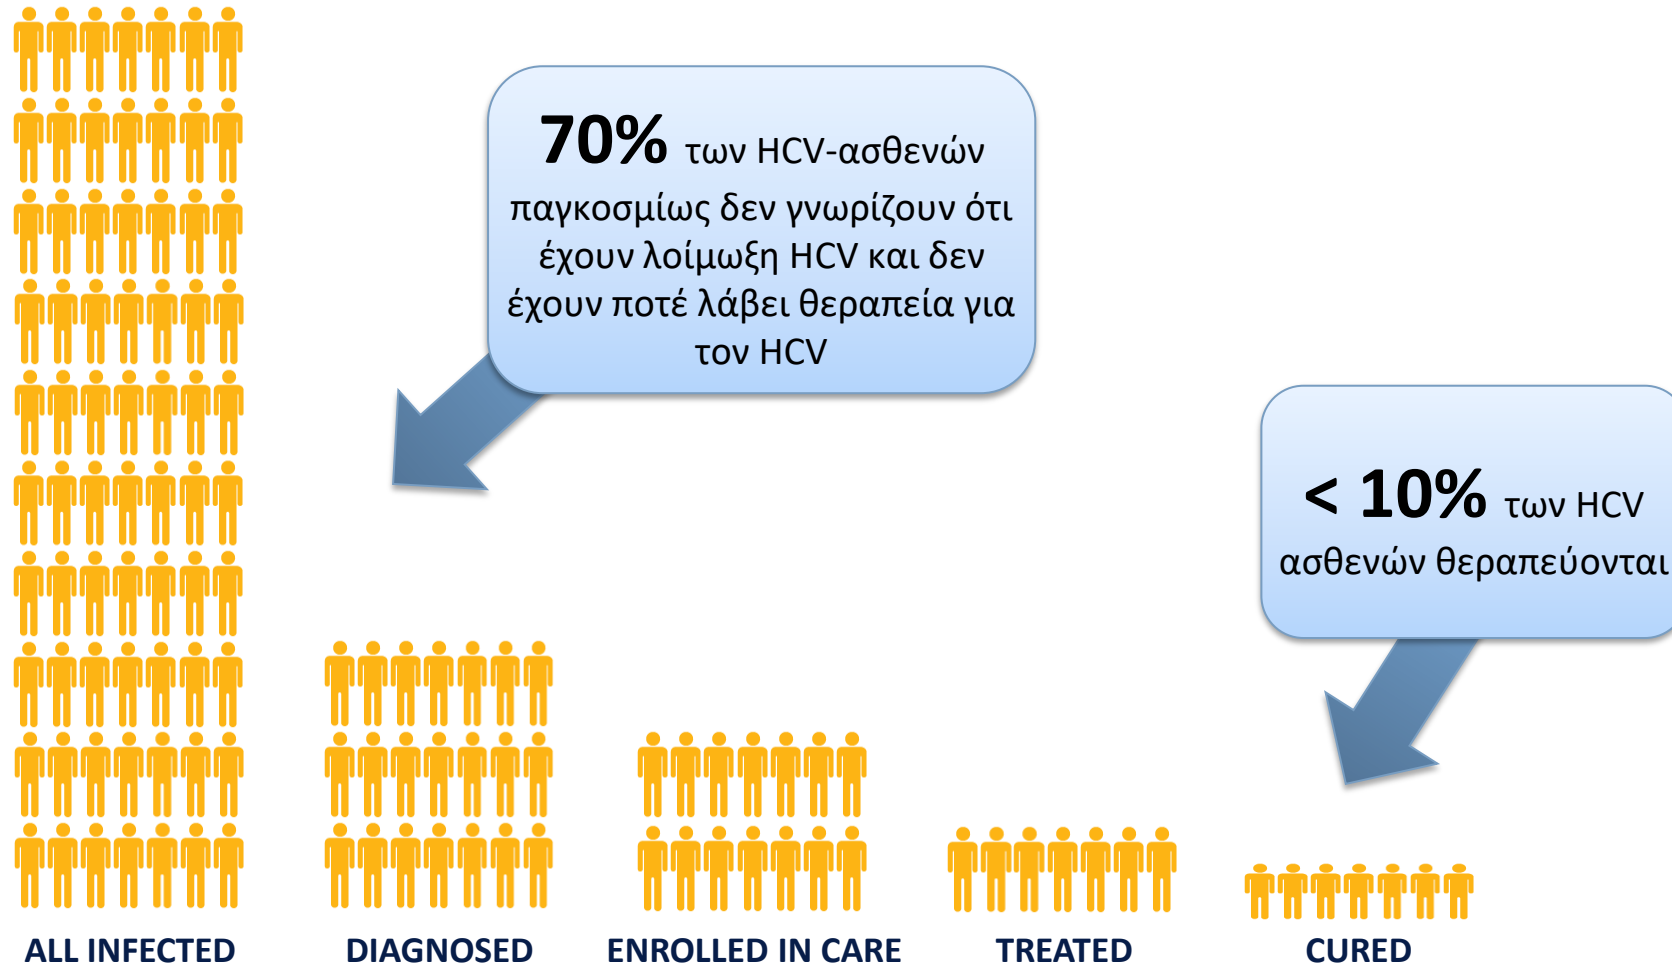 70% των HCV-ασθενών
παγκοσμίως δεν γνωρίζουν ότι
έχουν λοίμωξη HCV και δεν
έχουν ποτέ λάβει θεραπεία για
τον HCV
< 10% των HCV
ασθενών θεραπεύονται
ALL INFECTED
DIAGNOSED
ENROLLED IN CARE
TREATED
CURED